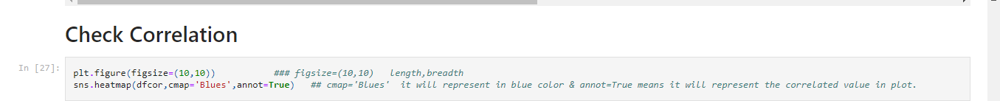 Check Correlation
In [27]:
plt.figure(figsize=(10,10))           ### figsize=(10,10)   length,breadth
sns.heatmap(dfcor,cmap='Blues',annot=True)   ## cmap='Blues'  it will represent in blue color & annot=True means it will represent the correlated value in plot.